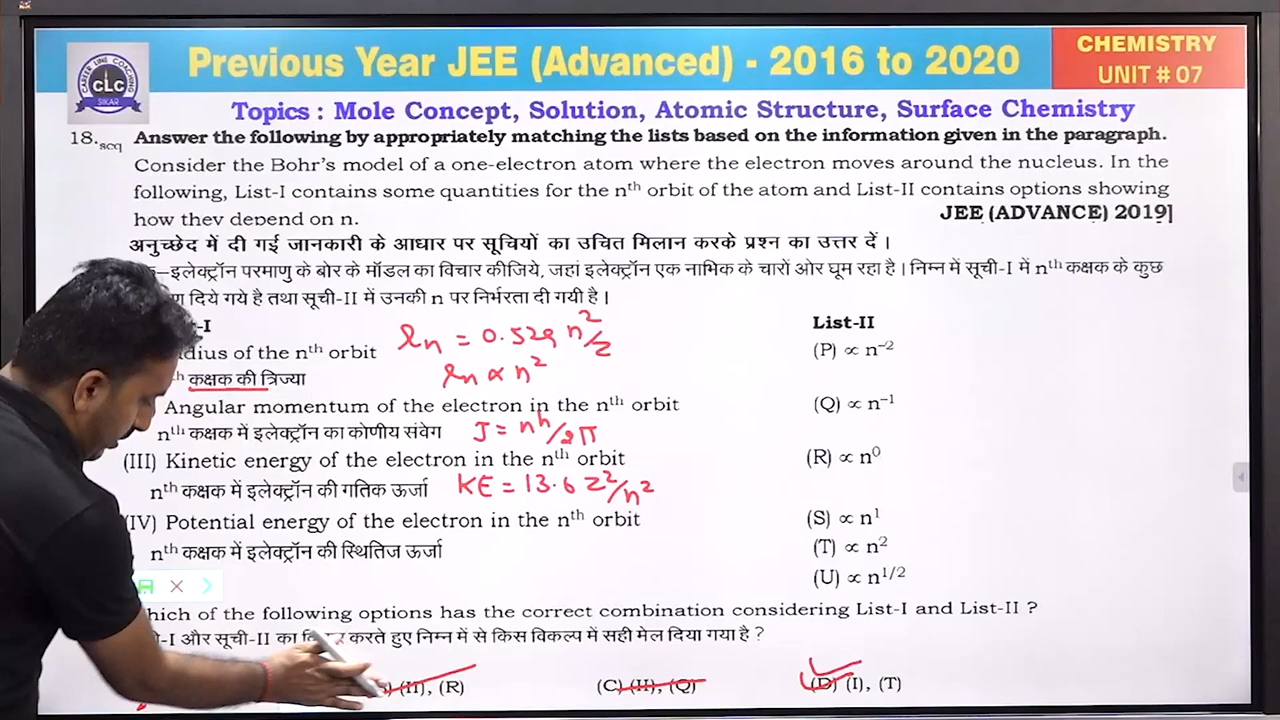 Previous Year JEE (Advanced) - 2016 to 2020
CHEMISTRY
UNIT # 07
CAREER LINE COACHING
CLC
SIKAR
Topics : Mole Concept, Solution, Atomic Structure, Surface Chemistry
18.scq Answer the following by appropriately matching the lists based on the information given in the paragraph.
Consider the Bohr's model of a one-electron atom where the electron moves around the nucleus. In the
following, List-I contains some quantities for the nth orbit of the atom and List-II contains options showing
how they depend on n.
JEE (ADVANCE) 2019]
अनुच्छेद में दी गई जानकारी के आधार पर सूचियों का उचित मिलान करके प्रश्न का उत्तर दें ।
–इलेक्ट्रॉन परमाणु के बोर के मॉडल का विचार कीजिये, जहां इलेक्ट्रॉन एक नाभिक के चारों ओर घूम रहा है । निम्न में सूची-I में nth कक्षक के कुछ
दिये गये है तथा सूची-II में उनकी n पर निर्भरता दी गयी है ।
-I
List-II
dius of the nth orbit
rn = 0.529 n²/z
(P) ∝ n–2
कक्षक की त्रिज्या
rn ∝ n²
Angular momentum of the electron in the nth orbit
(Q) ∝ n–1
nth कक्षक में इलेक्ट्रॉन का कोणीय संवेग
J = nh/2π
(III) Kinetic energy of the electron in the nth orbit
(R) ∝ n0
nth कक्षक में इलेक्ट्रॉन की गतिक ऊर्जा
KE = 13.6 z²/n²
(IV) Potential energy of the electron in the nth orbit
(S) ∝ n1
nth कक्षक में इलेक्ट्रॉन की स्थितिज ऊर्जा
(T) ∝ n2
(U) ∝ n1/2
hich of the following options has the correct combination considering List-I and List-II ?
-I और सूची-II का करते हुए निम्न में से किस विकल्प में सही मेल दिया गया है ?
(II), (R)
(C) (II), (Q)
(D) (I), (T)